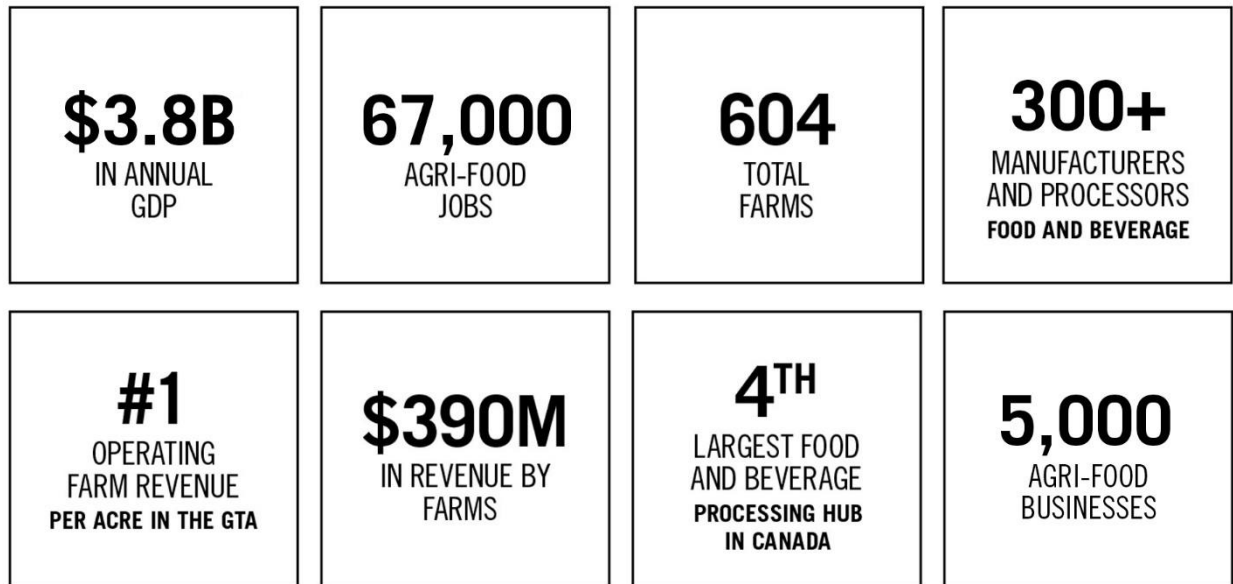 $3.8B
IN ANNUAL
GDP
67,000
AGRI-FOOD
JOBS
604
TOTAL
FARMS
300+
MANUFACTURERS
AND PROCESSORS
FOOD AND BEVERAGE
#1
OPERATING
FARM REVENUE
PER ACRE IN THE GTA
$390M
IN REVENUE BY
FARMS
4TH
LARGEST FOOD
AND BEVERAGE
PROCESSING HUB
IN CANADA
5,000
AGRI-FOOD
BUSINESSES